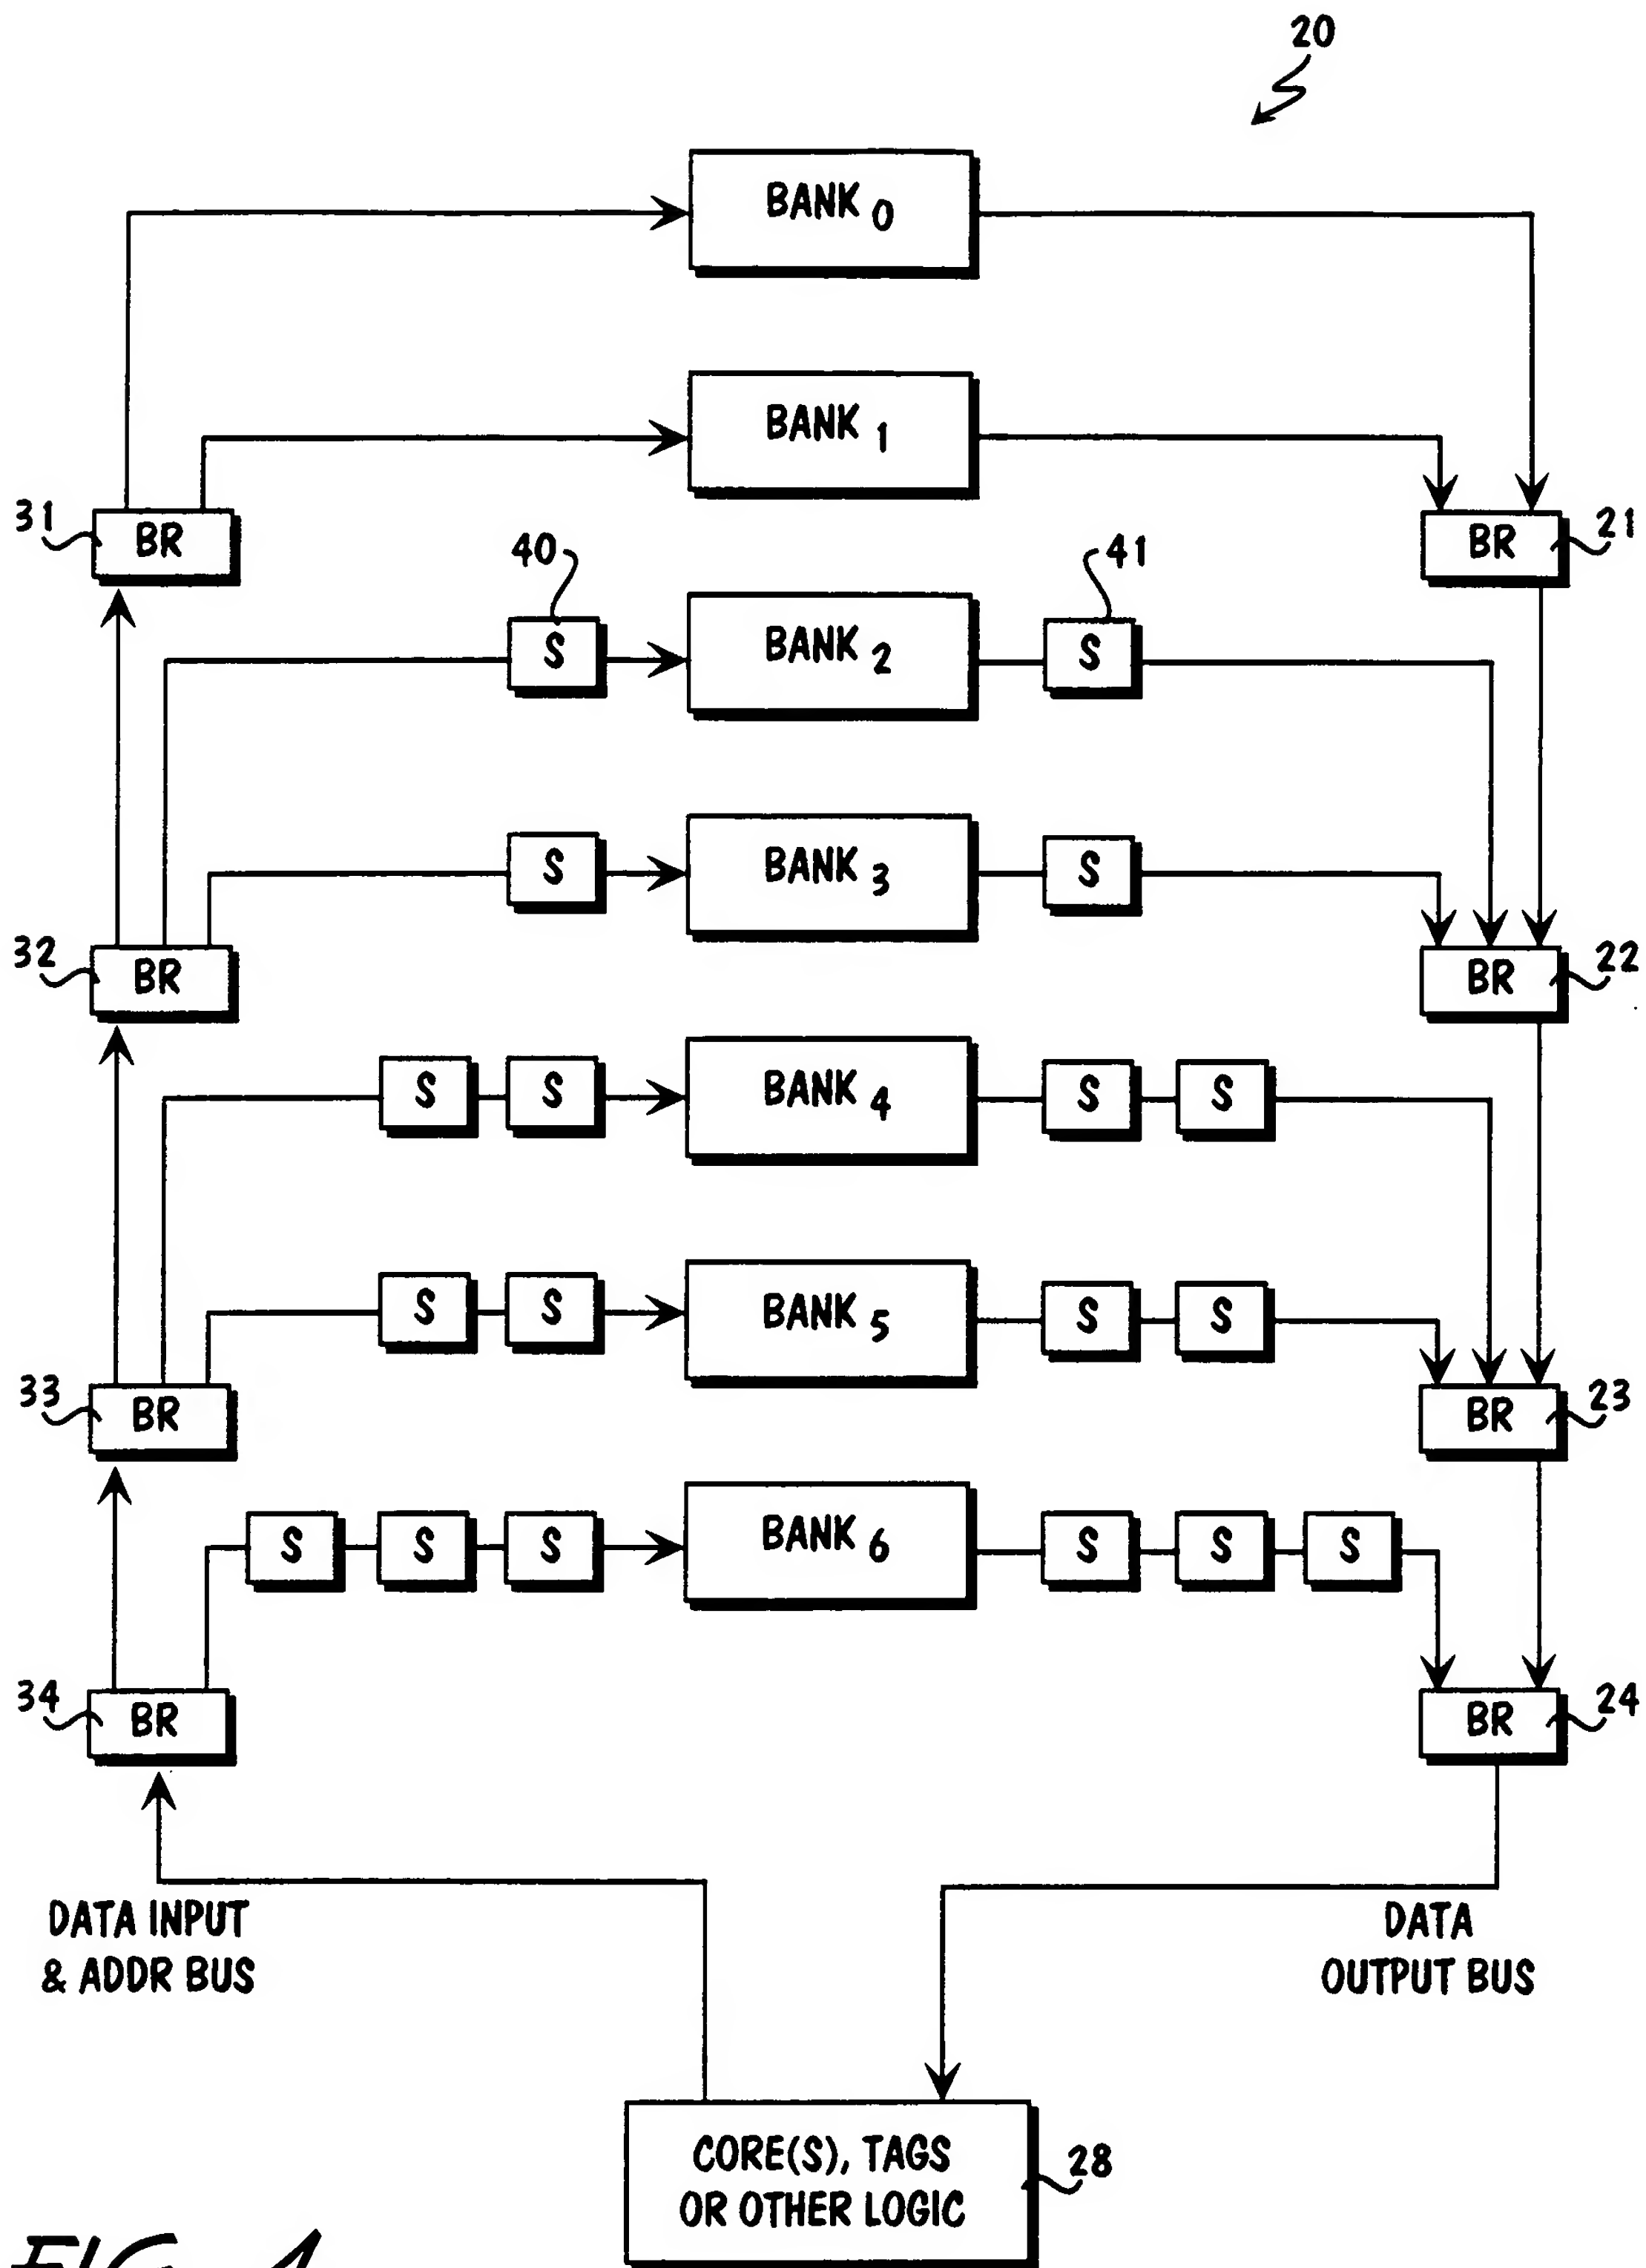 20
BANK 0
BANK 1
31
BR
BR
21
40
41
S
BANK 2
S
S
BANK 3
S
32
BR
BR
22
S
S
BANK 4
S
S
S
S
BANK 5
S
S
33
BR
BR
23
S
S
S
BANK 6
S
S
S
34
BR
BR
24
DATA INPUT
& ADDR BUS
DATA
OUTPUT BUS
CORE(S), TAGS
OR OTHER LOGIC
28